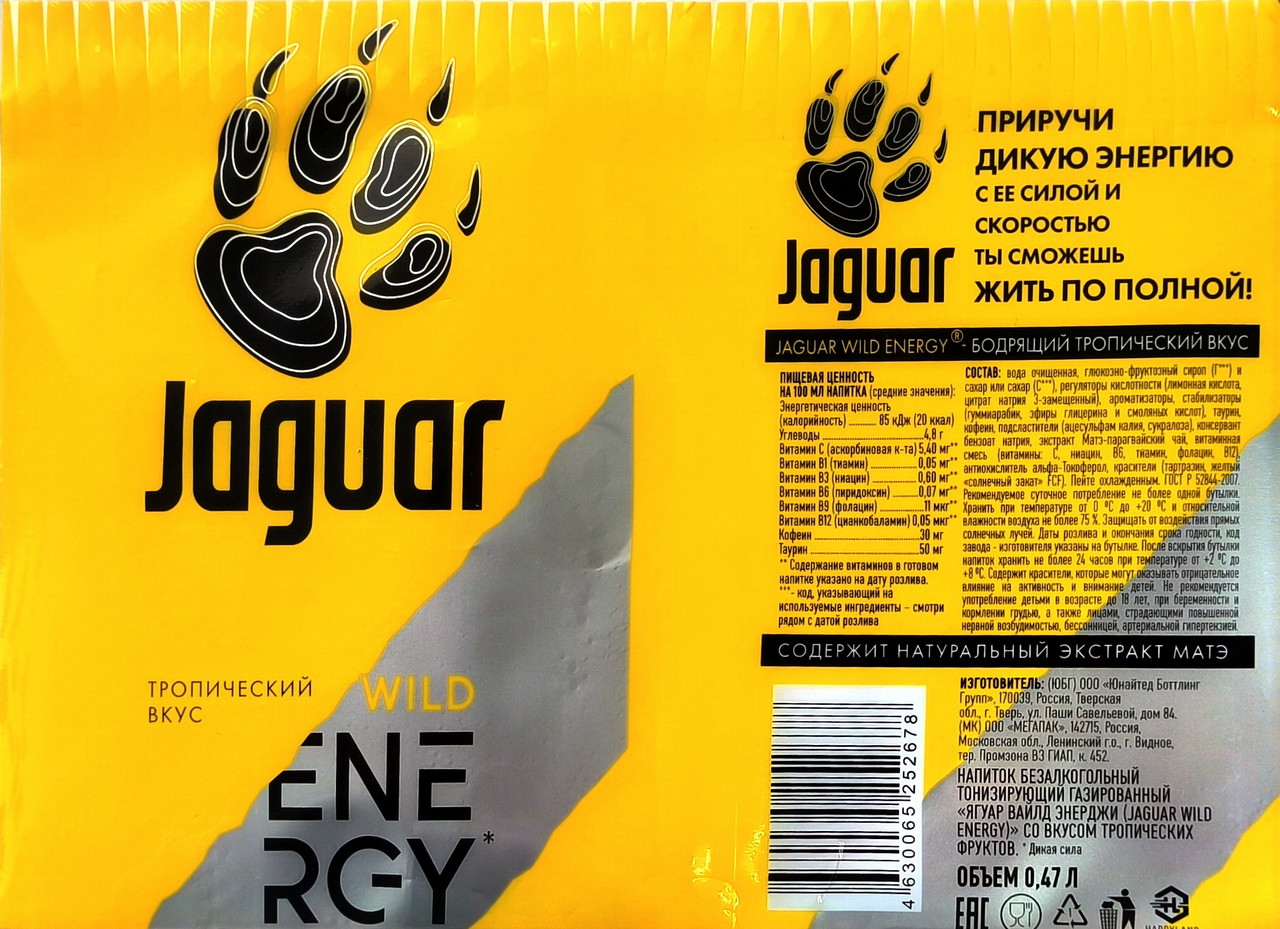 Jaguar
ТРОПИЧЕСКИЙ
ВКУС
WILD
ENE
RGY*
Jaguar
ПРИРУЧИ
ДИКУЮ ЭНЕРГИЮ
С ЕЕ СИЛОЙ И
СКОРОСТЬЮ
ТЫ СМОЖЕШЬ
ЖИТЬ ПО ПОЛНОЙ!
JAGUAR WILD ENERGY® - БОДРЯЩИЙ ТРОПИЧЕСКИЙ ВКУС
ПИЩЕВАЯ ЦЕННОСТЬ
НА 100 МЛ НАПИТКА (средние значения):
Энергетическая ценность
(калорийность) ........... 85 кДж (20 ккал)
Углеводы ........... 4,8 г
Витамин С (аскорбиновая к-та) 5,40 мг**
Витамин В1 (тиамин) ........... 0,05 мг**
Витамин В3 (ниацин) ........... 0,60 мг**
Витамин В6 (пиридоксин) ........... 0,07 мг**
Витамин В9 (фолацин) ........... 11 мкг**
Витамин В12 (цианкобаламин) 0,05 мкг**
Кофеин ........... 30 мг
Таурин ........... 50 мг
** Содержание витаминов в готовом
напитке указано на дату розлива.
***- код, указывающий на
используемые ингредиенты – смотри
рядом с датой розлива
СОСТАВ: вода очищенная, глюкозно-фруктозный сироп (Г***) и
сахар или сахар (С***), регуляторы кислотности (лимонная кислота,
цитрат натрия 3-замещенный), ароматизаторы, стабилизаторы
(гуммиарабик, эфиры глицерина и смоляных кислот), таурин,
кофеин, подсластители (ацесульфам калия, сукралоза), консервант
бензоат натрия, экстракт Матэ-парагвайский чай, витаминная
смесь (витамины: С, ниацин, В6, тиамин, фолацин, В12),
антиокислитель альфа-Токоферол, красители (тартразин, желтый
«солнечный закат» FCF). Пейте охлажденным. ГОСТ Р 52844-2007.
Рекомендуемое суточное потребление не более одной бутылки.
Хранить при температуре от 0 °С до +20 °С и относительной
влажности воздуха не более 75 %. Защищать от воздействия прямых
солнечных лучей. Даты розлива и окончания срока годности, код
завода - изготовителя указаны на бутылке. После вскрытия бутылки
напиток хранить не более 24 часов при температуре от +2 °С до
+8 °С. Содержит красители, которые могут оказывать отрицательное
влияние на активность и внимание детей. Не рекомендуется
употребление детьми в возрасте до 18 лет, при беременности и
кормлении грудью, а также лицами, страдающими повышенной
нервной возбудимостью, бессонницей, артериальной гипертензией.
СОДЕРЖИТ НАТУРАЛЬНЫЙ ЭКСТРАКТ МАТЭ
4 630065 252678
ИЗГОТОВИТЕЛЬ: (ЮБГ) ООО «Юнайтед Боттлинг
Групп», 170039, Россия, Тверская
обл., г. Тверь, ул. Паши Савельевой, дом 84.
(МК) ООО «МЕГАПАК», 142715, Россия,
Московская обл., Ленинский г.о., г. Видное,
тер. Промзона ВЗ ГИАП, к. 452.
НАПИТОК БЕЗАЛКОГОЛЬНЫЙ
ТОНИЗИРУЮЩИЙ ГАЗИРОВАННЫЙ
«ЯГУАР ВАЙЛД ЭНЕРДЖИ (JAGUAR WILD
ENERGY)» СО ВКУСОМ ТРОПИЧЕСКИХ
ФРУКТОВ. * Дикая сила
ОБЪЕМ 0,47 Л
EAC